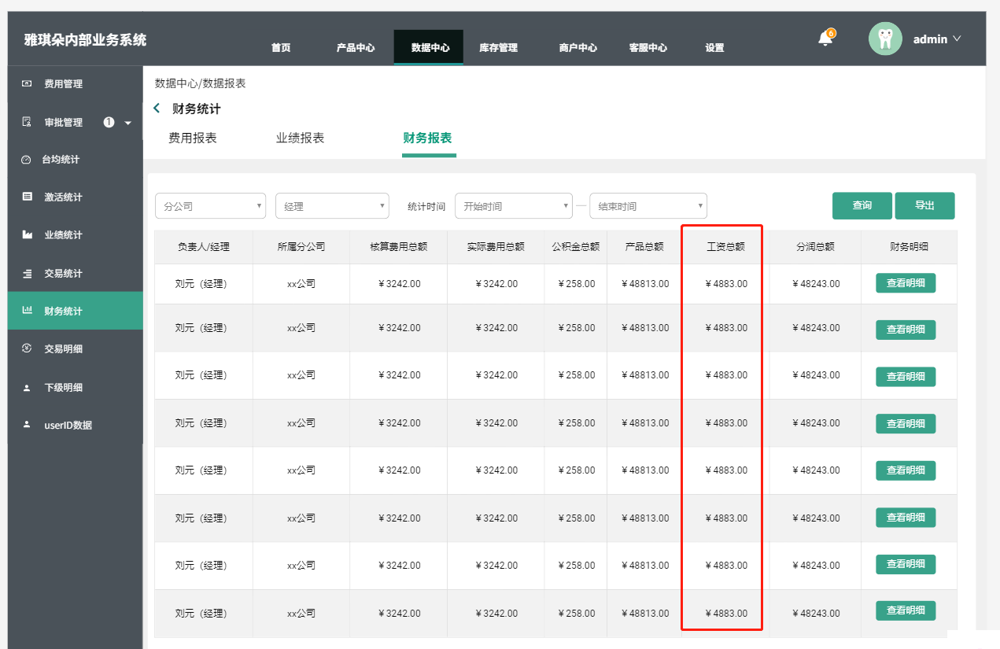 雅琪朵内部业务系统
首页 产品中心 数据中心 库存管理 商户中心 客服中心 设置 6 admin
费用管理
审批管理 1
台均统计
激活统计
业绩统计
交易统计
财务统计
交易明细
下级明细
userID数据
数据中心/数据报表
财务统计
费用报表 业绩报表 财务报表
分公司 经理 统计时间 开始时间 — 结束时间 查询 导出
负责人/经理 所属分公司 核算费用总额 实际费用总额 公积金总额 产品总额 工资总额 分润总额 财务明细
刘元（经理） xx公司 ¥3242.00 ¥3242.00 ¥258.00 ¥48813.00 ¥4883.00 ¥48243.00 查看明细
刘元（经理） xx公司 ¥3242.00 ¥3242.00 ¥258.00 ¥48813.00 ¥4883.00 ¥48243.00 查看明细
刘元（经理） xx公司 ¥3242.00 ¥3242.00 ¥258.00 ¥48813.00 ¥4883.00 ¥48243.00 查看明细
刘元（经理） xx公司 ¥3242.00 ¥3242.00 ¥258.00 ¥48813.00 ¥4883.00 ¥48243.00 查看明细
刘元（经理） xx公司 ¥3242.00 ¥3242.00 ¥258.00 ¥48813.00 ¥4883.00 ¥48243.00 查看明细
刘元（经理） xx公司 ¥3242.00 ¥3242.00 ¥258.00 ¥48813.00 ¥4883.00 ¥48243.00 查看明细
刘元（经理） xx公司 ¥3242.00 ¥3242.00 ¥258.00 ¥48813.00 ¥4883.00 ¥48243.00 查看明细
刘元（经理） xx公司 ¥3242.00 ¥3242.00 ¥258.00 ¥48813.00 ¥4883.00 ¥48243.00 查看明细